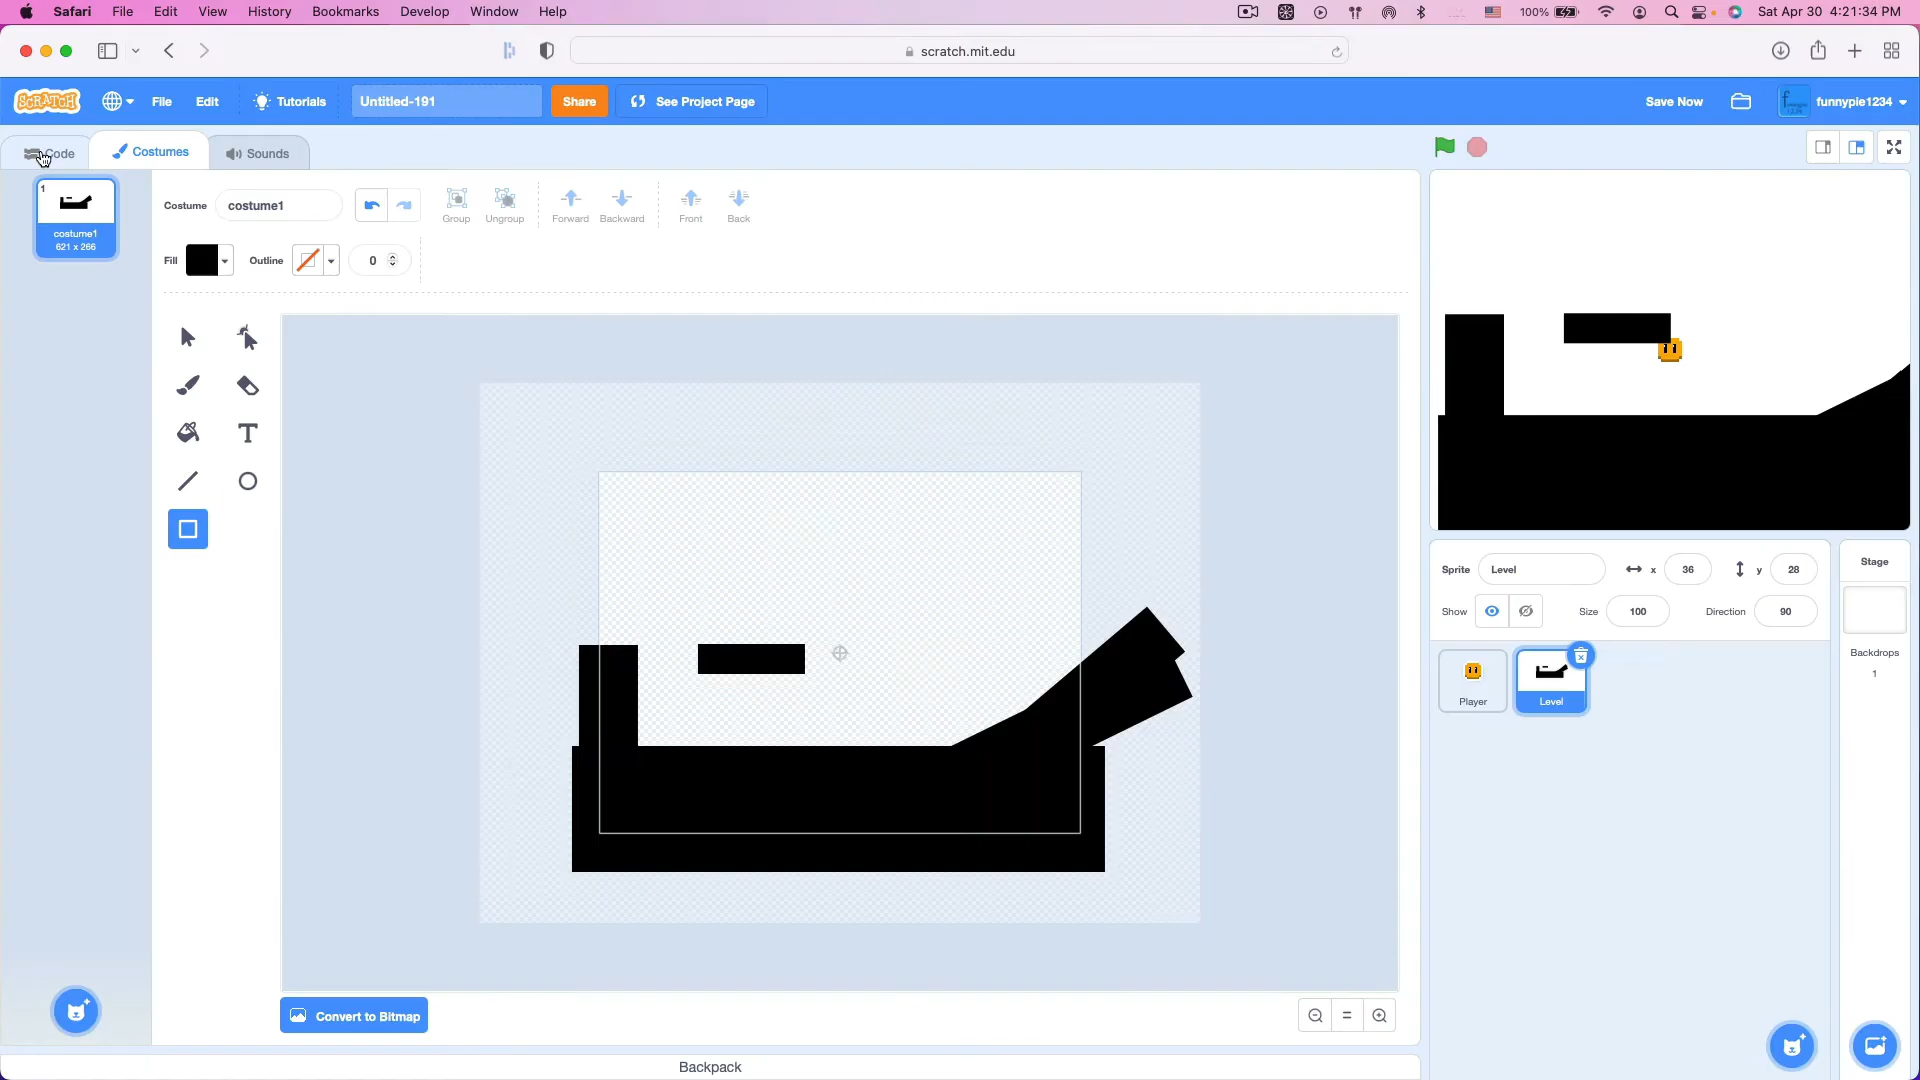 Safari File Edit View History Bookmarks Develop Window Help 100% Sat Apr 30 4:21:34 PM
scratch.mit.edu
SCRATCH File Edit Tutorials Untitled-191 Share See Project Page Save Now funnypie1234
Code Costumes Sounds
1
costume1
621 x 266
Costume costume1 Group Ungroup Forward Backward Front Back
Fill Outline 0
T
Convert to Bitmap
Backpack
Sprite Level x 36 y 28
Show Size 100 Direction 90
Player
Level
Stage
Backdrops
1